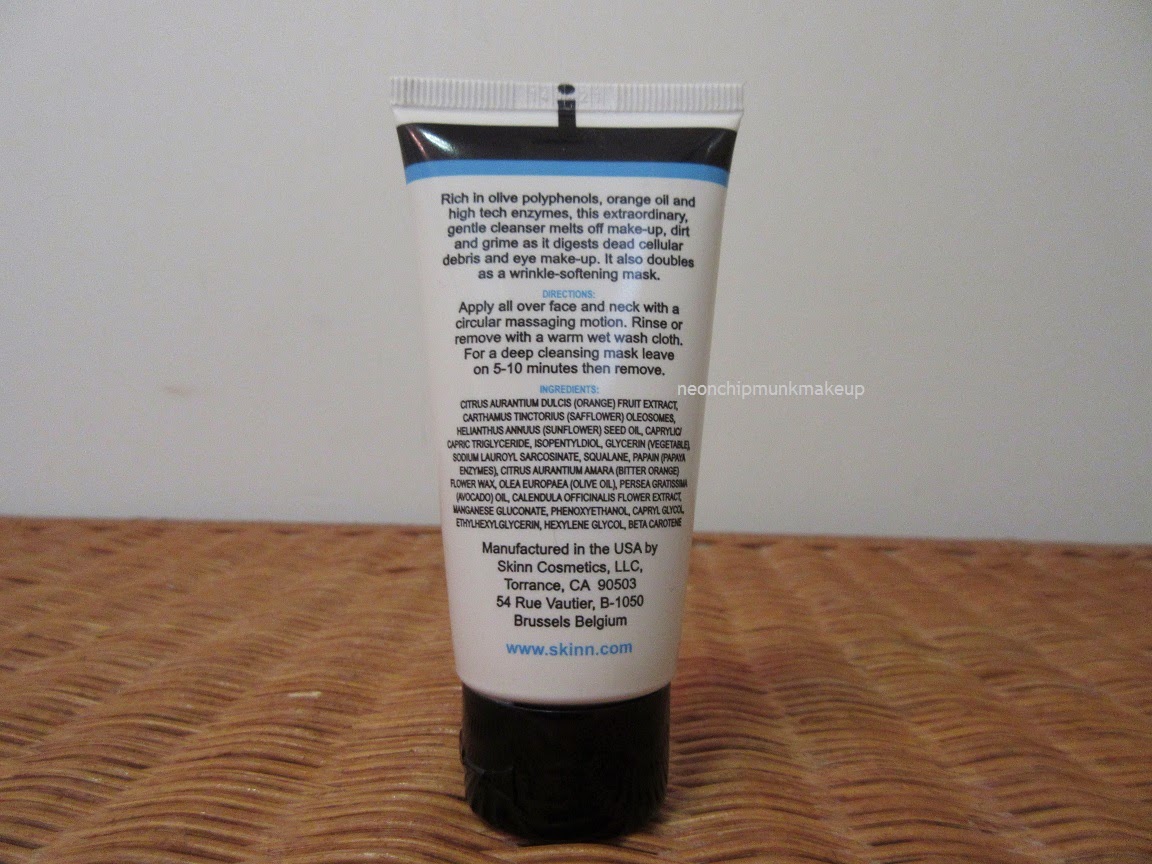 Rich in olive polyphenols, orange oil and
high tech enzymes, this extraordinary,
gentle cleanser melts off make-up, dirt
and grime as it digests dead cellular
debris and eye make-up. It also doubles
as a wrinkle-softening mask.
DIRECTIONS:
Apply all over face and neck with a
circular massaging motion. Rinse or
remove with a warm wet wash cloth.
For a deep cleansing mask leave
on 5-10 minutes then remove.
neonchipmunkmakeup
INGREDIENTS:
CITRUS AURANTIUM DULCIS (ORANGE) FRUIT EXTRACT,
CARTHAMUS TINCTORIUS (SAFFLOWER) OLEOSOMES,
HELIANTHUS ANNUUS (SUNFLOWER) SEED OIL, CAPRYLIC/
CAPRIC TRIGLYCERIDE, ISOPENTYLDIOL, GLYCERIN (VEGETABLE),
SODIUM LAUROYL SARCOSINATE, SQUALANE, PAPAIN (PAPAYA
ENZYMES), CITRUS AURANTIUM AMARA (BITTER ORANGE)
FLOWER WAX, OLEA EUROPAEA (OLIVE OIL), PERSEA GRATISSIMA
(AVOCADO) OIL, CALENDULA OFFICINALIS FLOWER EXTRACT,
MANGANESE GLUCONATE, PHENOXYETHANOL, CAPRYL GLYCOL,
ETHYLHEXYLGLYCERIN, HEXYLENE GLYCOL, BETA CAROTENE
Manufactured in the USA by
Skinn Cosmetics, LLC,
Torrance, CA 90503
54 Rue Vautier, B-1050
Brussels Belgium
www.skinn.com